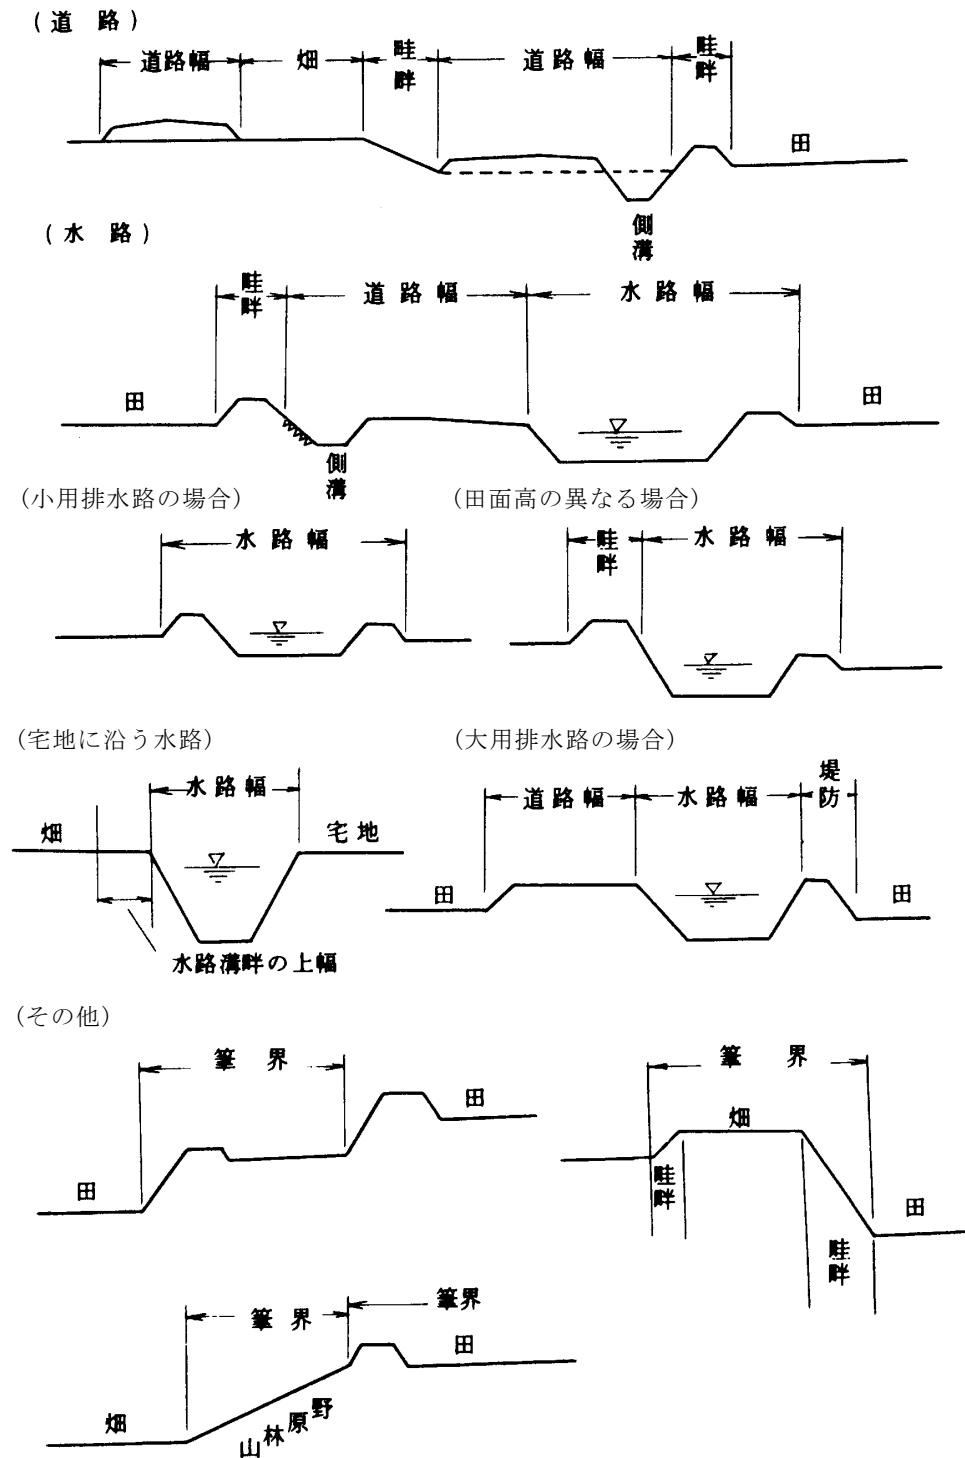 (道路)
道路幅 畑 畦畔 道路幅 畦畔
田
側溝
(水路)
畦畔 道路幅 水路幅
田 田
側溝
(小用排水路の場合) (田面高の異なる場合)
水路幅 畦畔 水路幅
(宅地に沿う水路) (大用排水路の場合)
水路幅 道路幅 水路幅 堤防
畑 宅地 田 田
水路溝畔の上幅
(その他)
筆界 筆界
田 畑
田 畦畔 田
畦畔
筆界 筆界
田
畑 山林原野